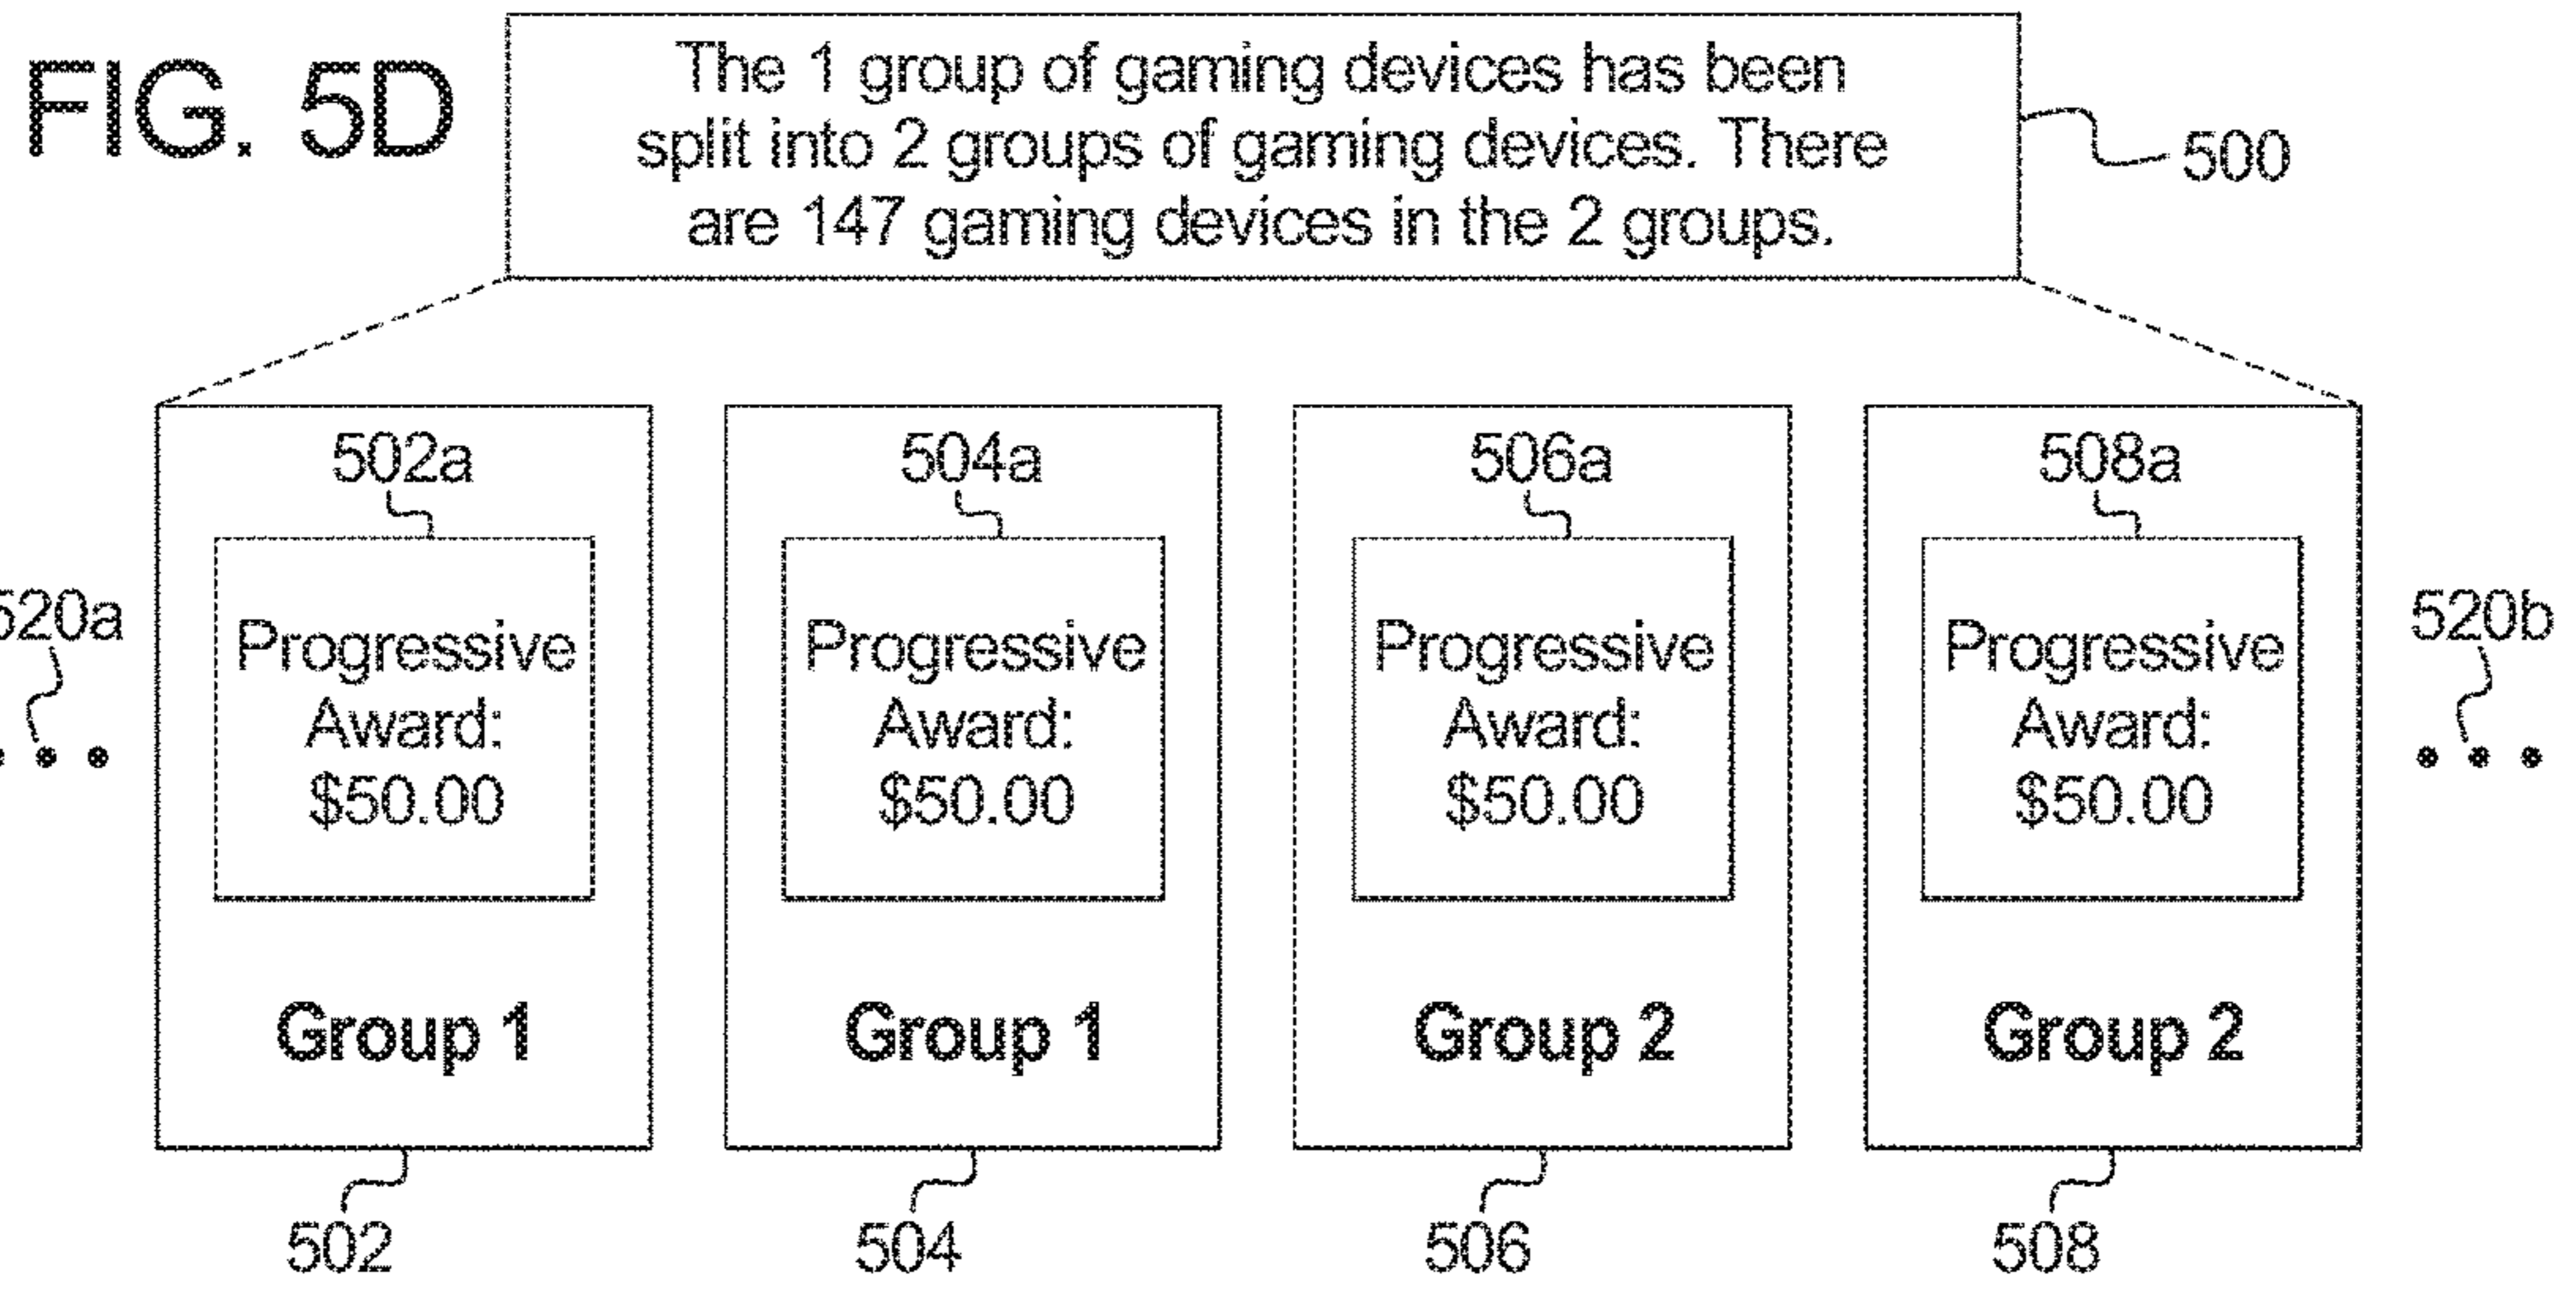 FIG. 5D
The 1 group of gaming devices has been
split into 2 groups of gaming devices. There
are 147 gaming devices in the 2 groups.
500
502a
504a
506a
508a
520a
520b
Progressive
Award:
$50.00
Progressive
Award:
$50.00
Progressive
Award:
$50.00
Progressive
Award:
$50.00
Group 1
Group 1
Group 2
Group 2
502
504
506
508